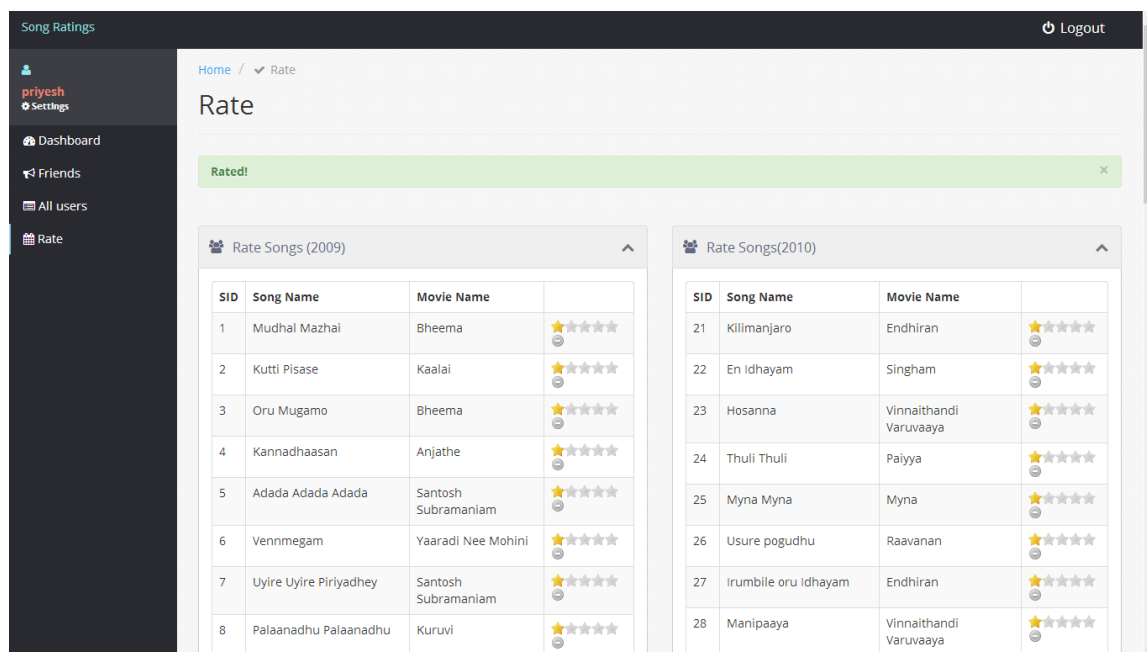 Song Ratings
Logout
priyesh
Settings
Dashboard
Friends
All users
Rate
Home / Rate
Rate
Rated! ×
Rate Songs (2009)
SID Song Name Movie Name
1 Mudhal Mazhai Bheema
2 Kutti Pisase Kaalai
3 Oru Mugamo Bheema
4 Kannadhaasan Anjathe
5 Adada Adada Adada Santosh
Subramaniam
6 Vennmegam Yaaradi Nee Mohini
7 Uyire Uyire Piriyadhey Santosh
Subramaniam
8 Palaanadhu Palaanadhu Kuruvi
Rate Songs(2010)
SID Song Name Movie Name
21 Kilimanjaro Endhiran
22 En Idhayam Singham
23 Hosanna Vinnaithandi
Varuvaaya
24 Thuli Thuli Paiyya
25 Myna Myna Myna
26 Usure pogudhu Raavanan
27 Irumbile oru Idhayam Endhiran
28 Manipaaya Vinnaithandi
Varuvaaya